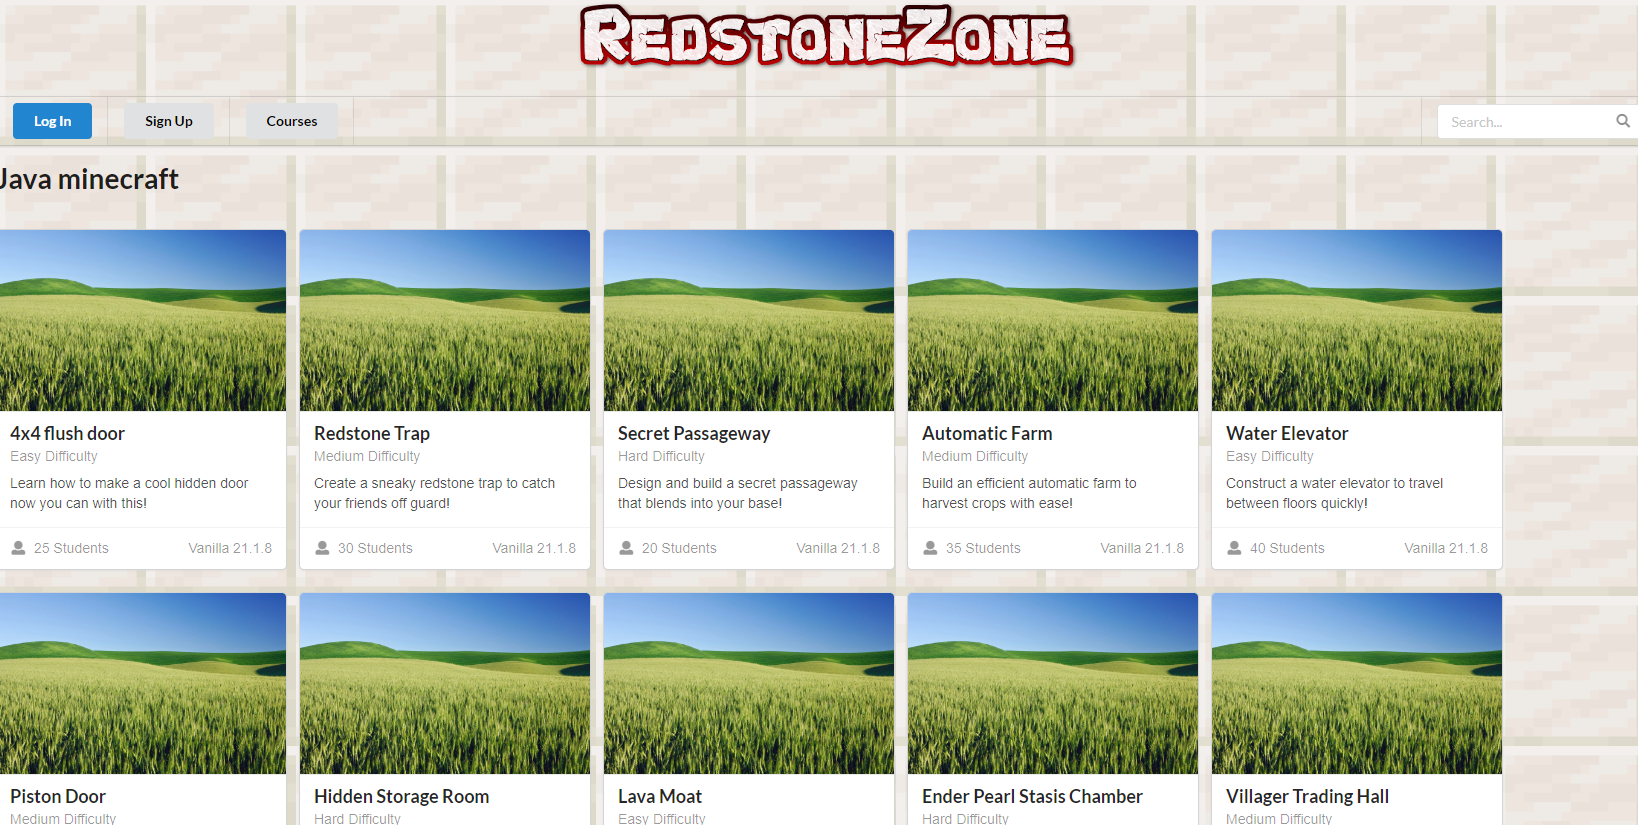 RedstoneZone
Log In
Sign Up
Courses
Search...
Java minecraft
4x4 flush door
Easy Difficulty
Learn how to make a cool hidden door
now you can with this!
25 Students
Vanilla 21.1.8
Redstone Trap
Medium Difficulty
Create a sneaky redstone trap to catch
your friends off guard!
30 Students
Vanilla 21.1.8
Secret Passageway
Hard Difficulty
Design and build a secret passageway
that blends into your base!
20 Students
Vanilla 21.1.8
Automatic Farm
Medium Difficulty
Build an efficient automatic farm to
harvest crops with ease!
35 Students
Vanilla 21.1.8
Water Elevator
Easy Difficulty
Construct a water elevator to travel
between floors quickly!
40 Students
Vanilla 21.1.8
Piston Door
Medium Difficulty
Hidden Storage Room
Hard Difficulty
Lava Moat
Easy Difficulty
Ender Pearl Stasis Chamber
Hard Difficulty
Villager Trading Hall
Medium Difficulty